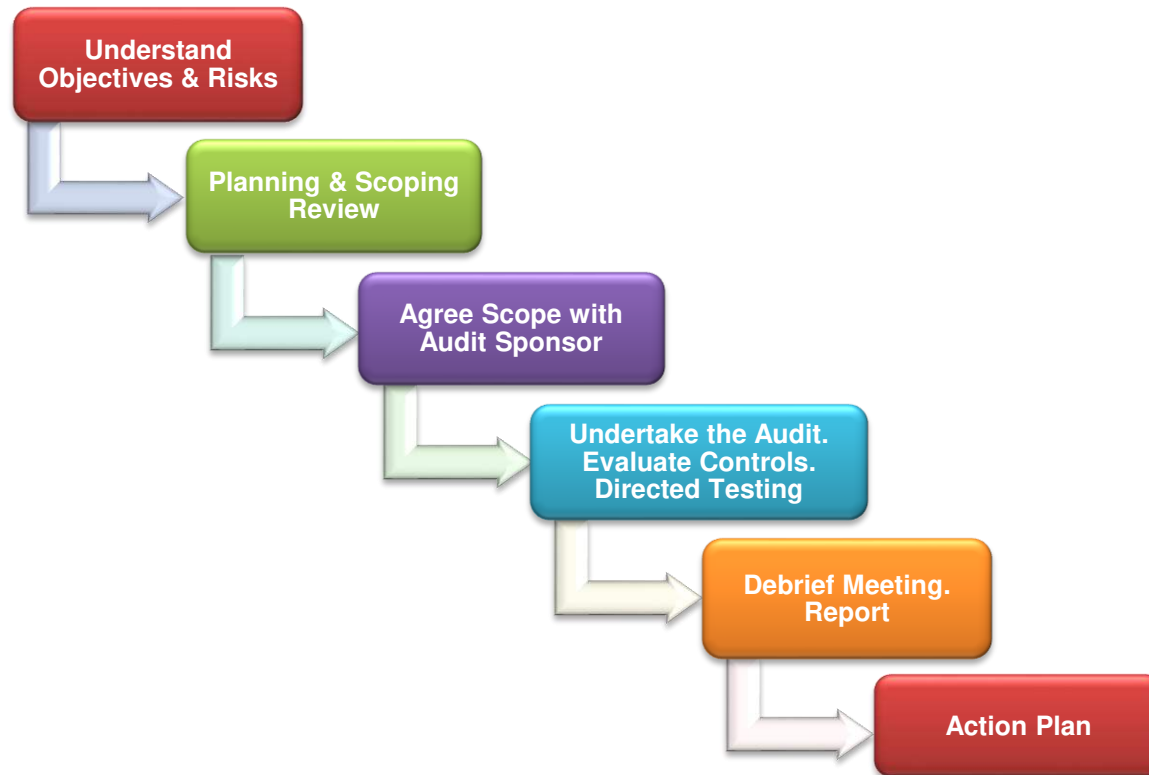 Understand
Objectives & Risks
Planning & Scoping
Review
Agree Scope with
Audit Sponsor
Undertake the Audit.
Evaluate Controls.
Directed Testing
Debrief Meeting.
Report
Action Plan